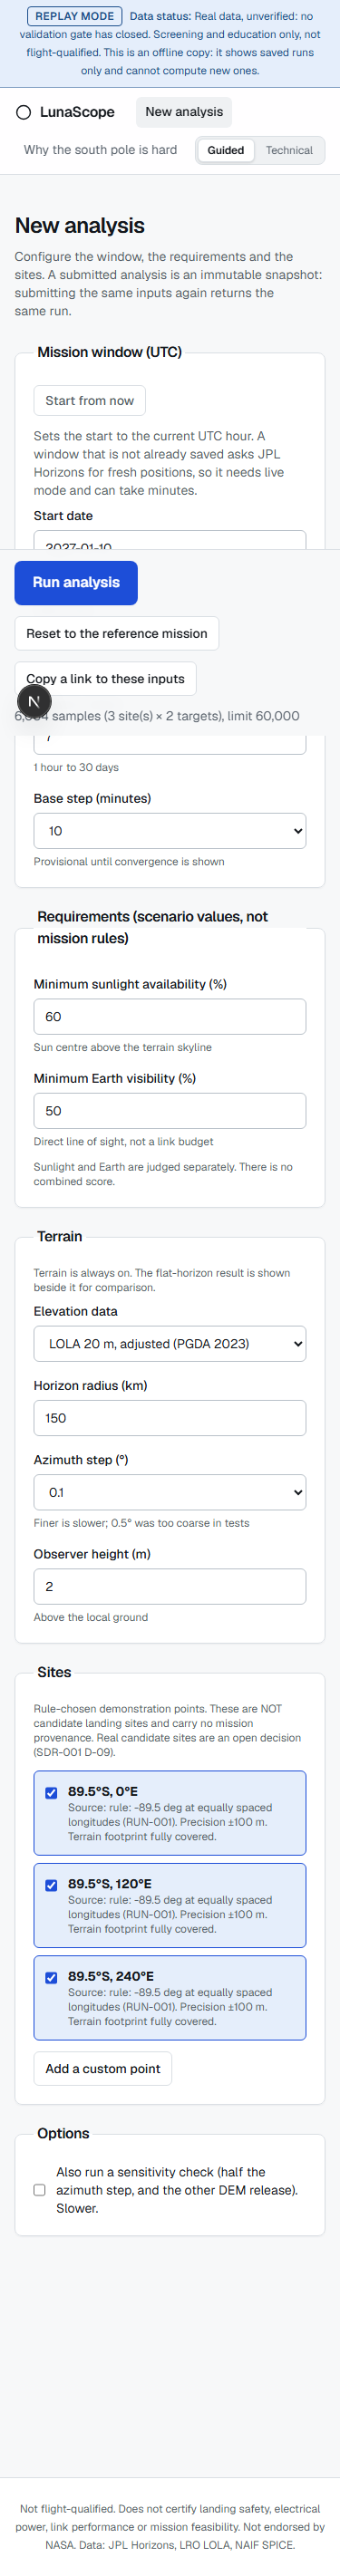 REPLAY MODE Data status: Real data, unverified: no
validation gate has closed. Screening and education only, not
flight-qualified. This is an offline copy: it shows saved runs
only and cannot compute new ones.
LunaScope New analysis
Why the south pole is hard Guided Technical
New analysis
Configure the window, the requirements and the
sites. A submitted analysis is an immutable snapshot:
submitting the same inputs again returns the
same run.
Mission window (UTC)
Start from now
Sets the start to the current UTC hour. A
window that is not already saved asks JPL
Horizons for fresh positions, so it needs live
mode and can take minutes.
Start date
2027-01-10
Run analysis
Reset to the reference mission
Copy a link to these inputs
N
samples (3 site(s) × 2 targets), limit 60,000
7
1 hour to 30 days
Base step (minutes)
10
Provisional until convergence is shown
Requirements (scenario values, not
mission rules)
Minimum sunlight availability (%)
60
Sun centre above the terrain skyline
Minimum Earth visibility (%)
50
Direct line of sight, not a link budget
Sunlight and Earth are judged separately. There is no
combined score.
Terrain
Terrain is always on. The flat-horizon result is shown
beside it for comparison.
Elevation data
LOLA 20 m, adjusted (PGDA 2023)
Horizon radius (km)
150
Azimuth step (°)
0.1
Finer is slower; 0.5° was too coarse in tests
Observer height (m)
2
Above the local ground
Sites
Rule-chosen demonstration points. These are NOT
candidate landing sites and carry no mission
provenance. Real candidate sites are an open decision
(SDR-001 D-09).
89.5°S, 0°E
Source: rule: -89.5 deg at equally spaced
longitudes (RUN-001). Precision ±100 m.
Terrain footprint fully covered.
89.5°S, 120°E
Source: rule: -89.5 deg at equally spaced
longitudes (RUN-001). Precision ±100 m.
Terrain footprint fully covered.
89.5°S, 240°E
Source: rule: -89.5 deg at equally spaced
longitudes (RUN-001). Precision ±100 m.
Terrain footprint fully covered.
Add a custom point
Options
Also run a sensitivity check (half the
azimuth step, and the other DEM release).
Slower.
Not flight-qualified. Does not certify landing safety, electrical
power, link performance or mission feasibility. Not endorsed by
NASA. Data: JPL Horizons, LRO LOLA, NAIF SPICE.